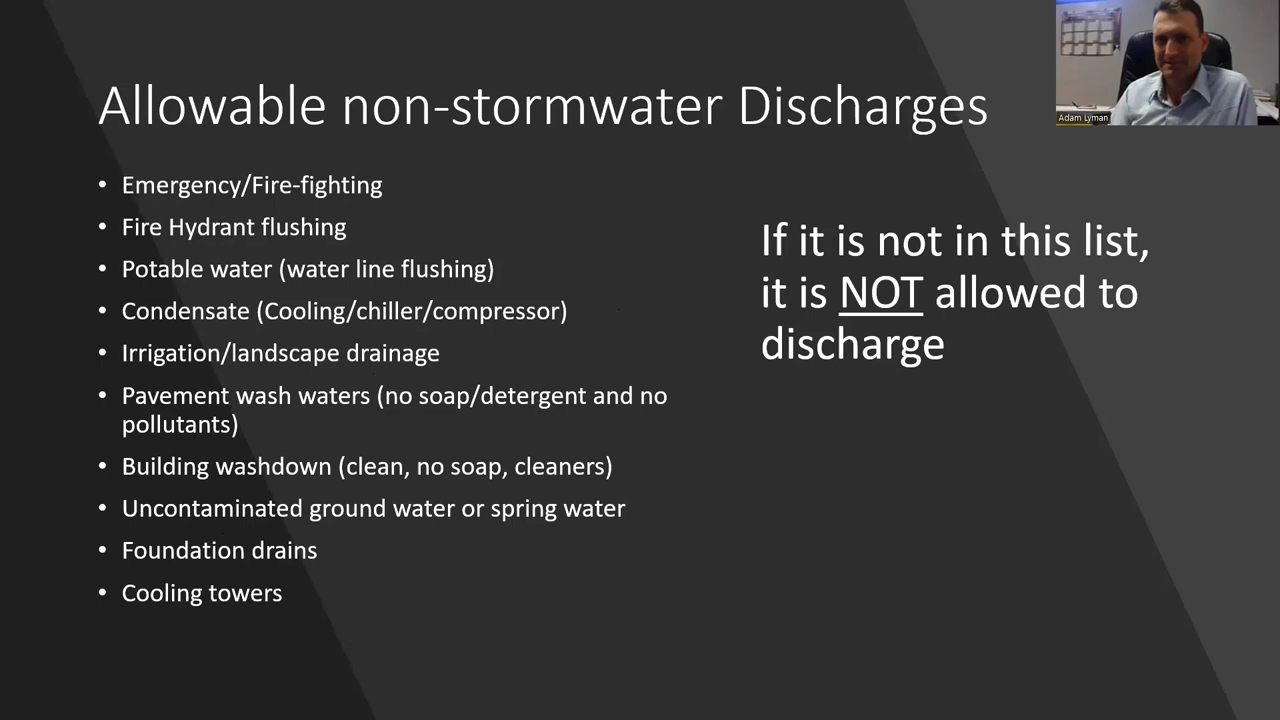 Allowable non-stormwater Discharges
• Emergency/Fire-fighting
• Fire Hydrant flushing
• Potable water (water line flushing)
• Condensate (Cooling/chiller/compressor)
• Irrigation/landscape drainage
• Pavement wash waters (no soap/detergent and no
pollutants)
• Building washdown (clean, no soap, cleaners)
• Uncontaminated ground water or spring water
• Foundation drains
• Cooling towers
If it is not in this list,
it is NOT allowed to
discharge
Adam Lyman